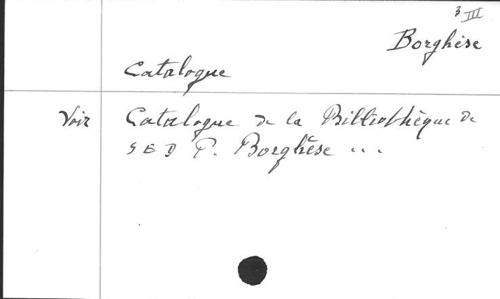 3 III
Borghèse
Catalogue
Voir Catalogue de la Bibliothèque de
S E D P. Borghèse ...